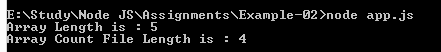 E:\Study\Node JS\Assignments\Example-02>node app.js
Array Length is : 5
Array Count File Length is : 4